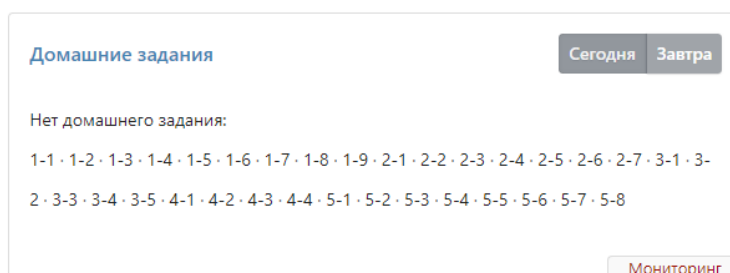 Домашние задания
Сегодня Завтра
Нет домашнего задания:
1-1 · 1-2 · 1-3 · 1-4 · 1-5 · 1-6 · 1-7 · 1-8 · 1-9 · 2-1 · 2-2 · 2-3 · 2-4 · 2-5 · 2-6 · 2-7 · 3-1 · 3-
2 · 3-3 · 3-4 · 3-5 · 4-1 · 4-2 · 4-3 · 4-4 · 5-1 · 5-2 · 5-3 · 5-4 · 5-5 · 5-6 · 5-7 · 5-8
Мониторинг